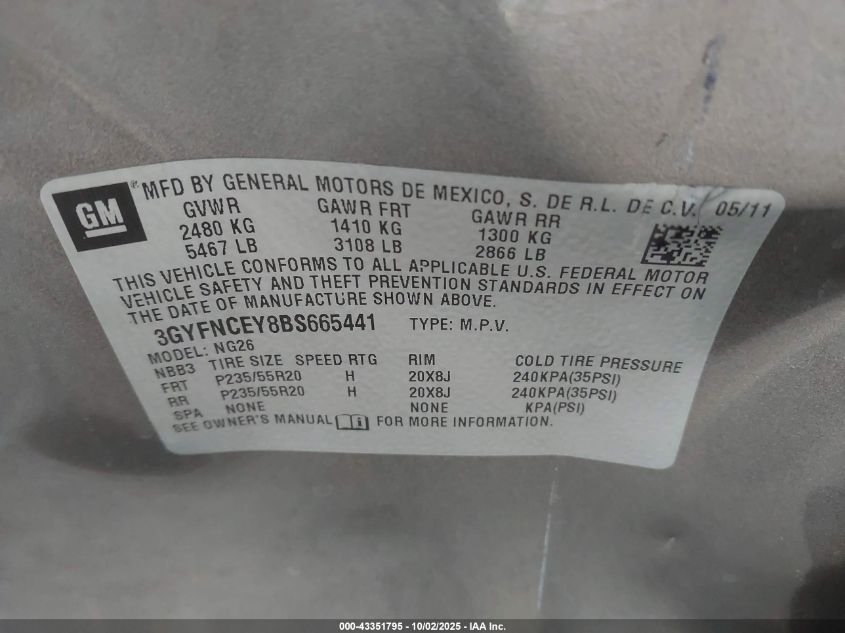 GM
®
MFD BY GENERAL MOTORS DE MEXICO, S. DE R.L. DE C.V. 05/11
GVWR GAWR FRT GAWR RR
2480 KG 1410 KG 1300 KG
5467 LB 3108 LB 2866 LB
THIS VEHICLE CONFORMS TO ALL APPLICABLE U.S. FEDERAL MOTOR
VEHICLE SAFETY AND THEFT PREVENTION STANDARDS IN EFFECT ON
THE DATE OF MANUFACTURE SHOWN ABOVE.
3GYFNCEY8BS665441 TYPE: M.P.V.
MODEL: NG26
NBB3 TIRE SIZE SPEED RTG RIM COLD TIRE PRESSURE
FRT P235/55R20 H 20X8J 240KPA(35PSI)
RR P235/55R20 H 20X8J 240KPA(35PSI)
SPA NONE NONE KPA(PSI)
SEE OWNER'S MANUAL FOR MORE INFORMATION.
000-43351795 - 10/02/2025 - IAA Inc.